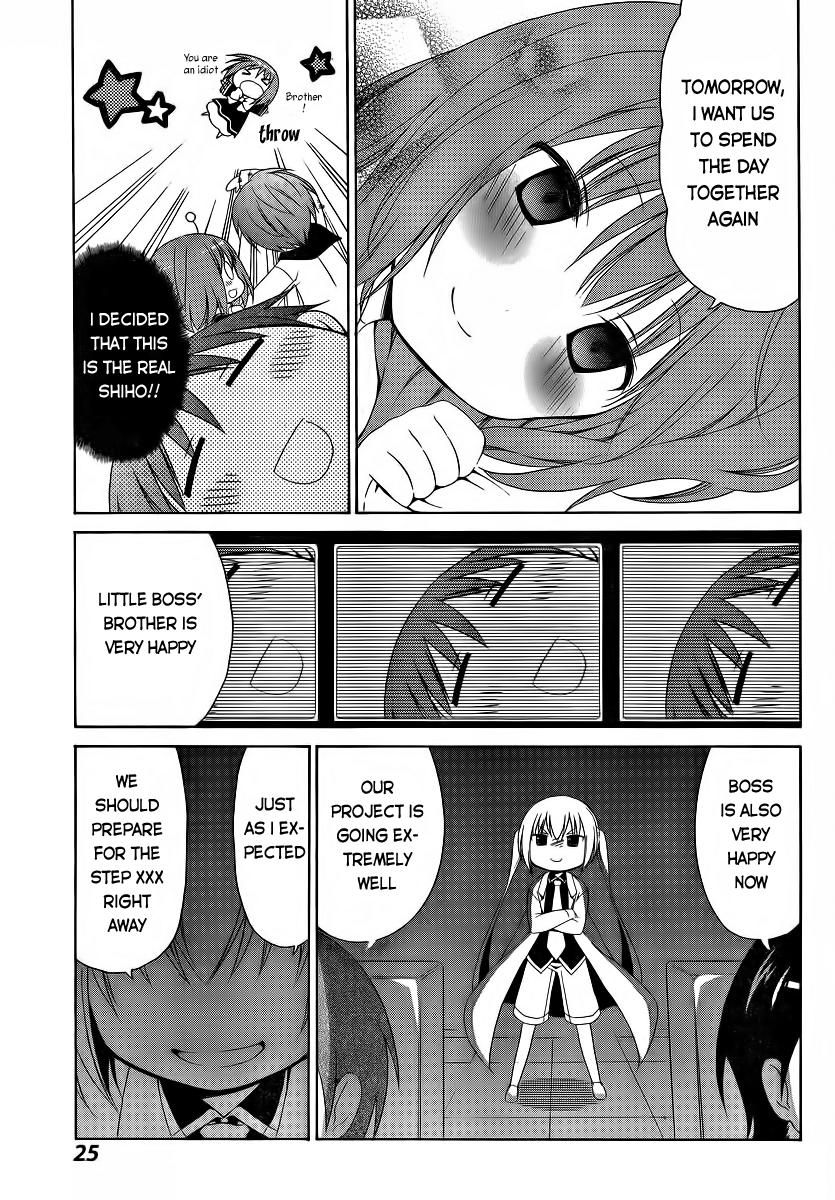 TOMORROW,
I WANT US
TO SPEND
THE DAY
TOGETHER
AGAIN
You are
an idiot
Brother
!
throw
I DECIDED
THAT THIS
IS THE REAL
SHIHO!!
LITTLE BOSS'
BROTHER IS
VERY HAPPY
BOSS
IS ALSO
VERY
HAPPY
NOW
OUR
PROJECT IS
GOING EX-
TREMELY
WELL
JUST
AS I EX-
PECTED
WE
SHOULD
PREPARE
FOR THE
STEP XXX
RIGHT
AWAY
25